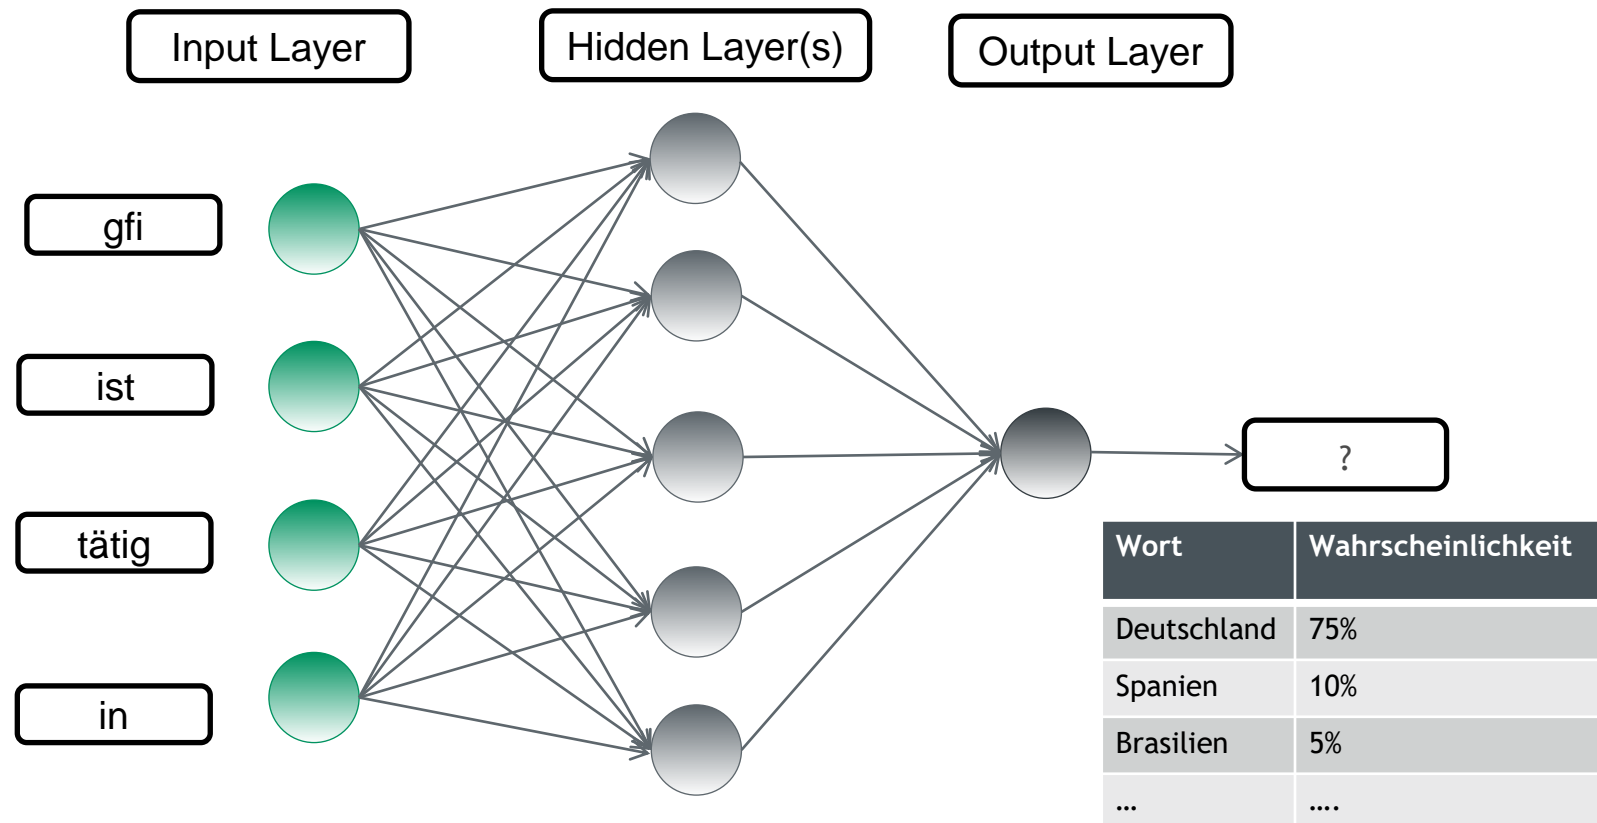 Input Layer
Hidden Layer(s)
Output Layer
gfi
ist
tätig
in
?
Wort Wahrscheinlichkeit
Deutschland 75%
Spanien 10%
Brasilien 5%
... ....